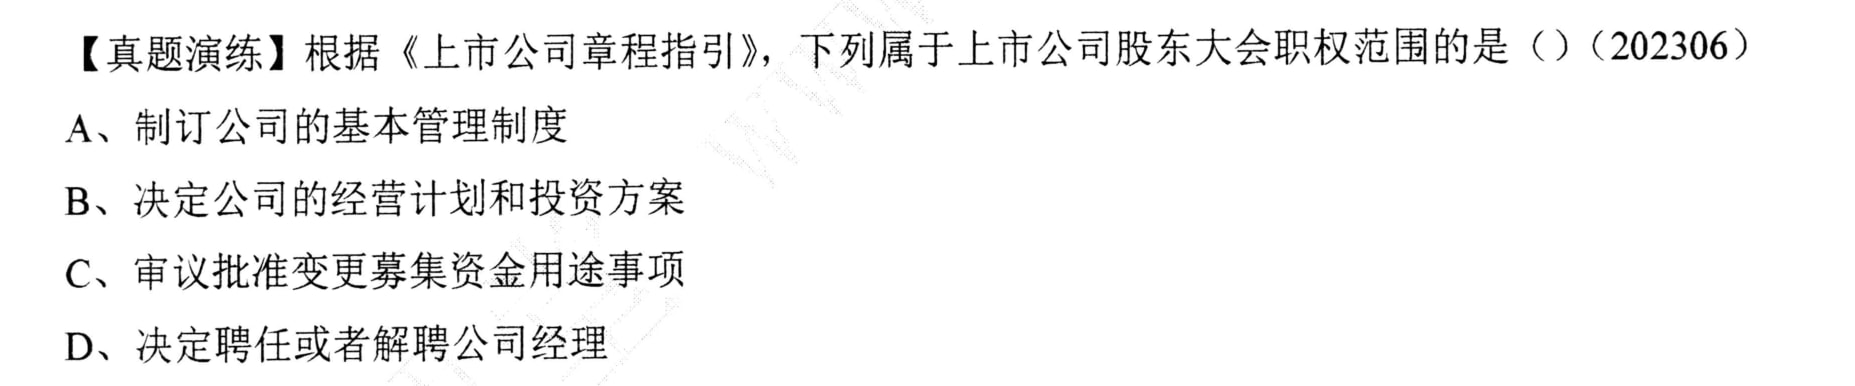 【真题演练】根据《上市公司章程指引》，下列属于上市公司股东大会职权范围的是（）（202306）
A、制订公司的基本管理制度
B、决定公司的经营计划和投资方案
C、审议批准变更募集资金用途事项
D、决定聘任或者解聘公司经理